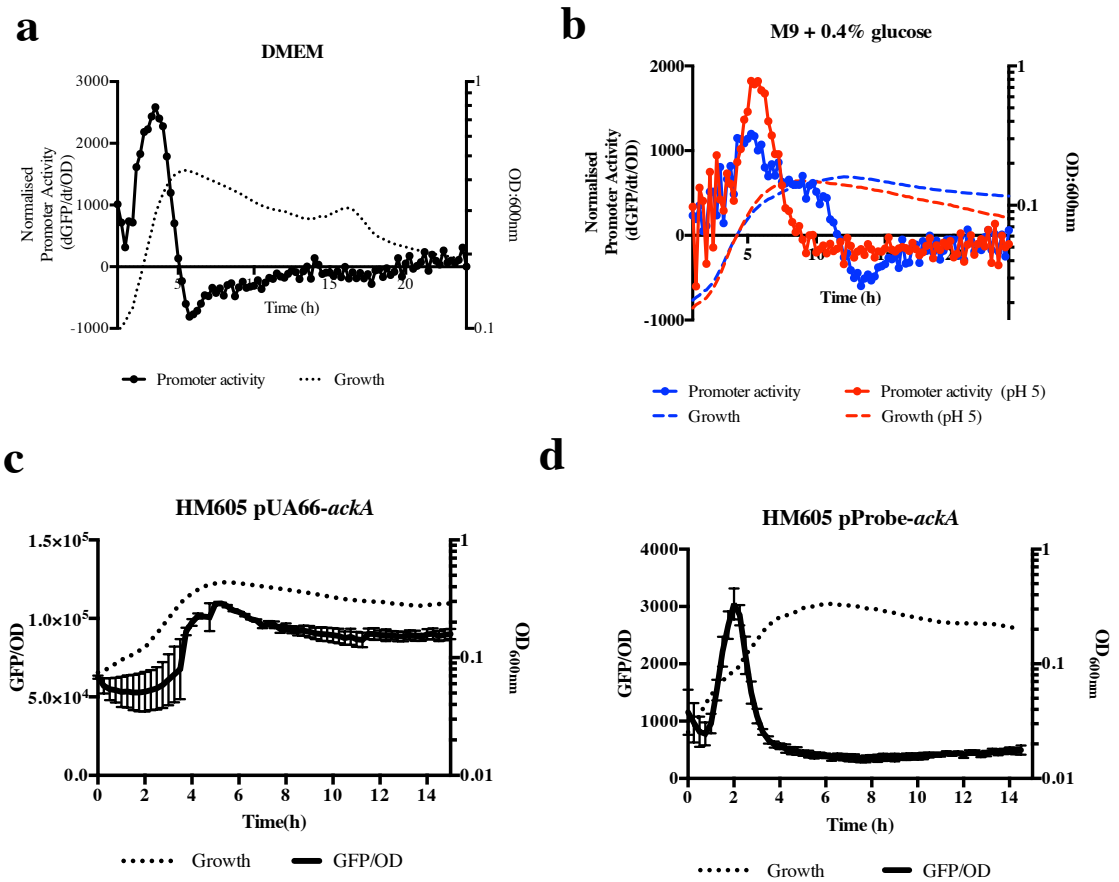 a
DMEM
3000
2000
1000
0
-1000
Normalised
Promoter Activity
(dGFP/dt/OD)
5
10
15
20
Time (h)
1
0.1
OD:600nm
Promoter activity
Growth
b
M9 + 0.4% glucose
2000
1000
0
-1000
Normalised
Promoter Activity
(dGFP/dt/OD)
5
10
Time (h)
1
0.1
OD:600nm
Promoter activity
Promoter activity (pH 5)
Growth
Growth (pH 5)
c
HM605 pUA66-ackA
1.5×10⁵
1.0×10⁵
5.0×10⁴
0.0
GFP/OD
0 2 4 6 8 10 12 14
Time(h)
1
0.1
0.01
OD600nm
Growth
GFP/OD
d
HM605 pProbe-ackA
4000
3000
2000
1000
0
GFP/OD
0 2 4 6 8 10 12 14
Time (h)
1
0.1
0.01
OD600nm
Growth
GFP/OD